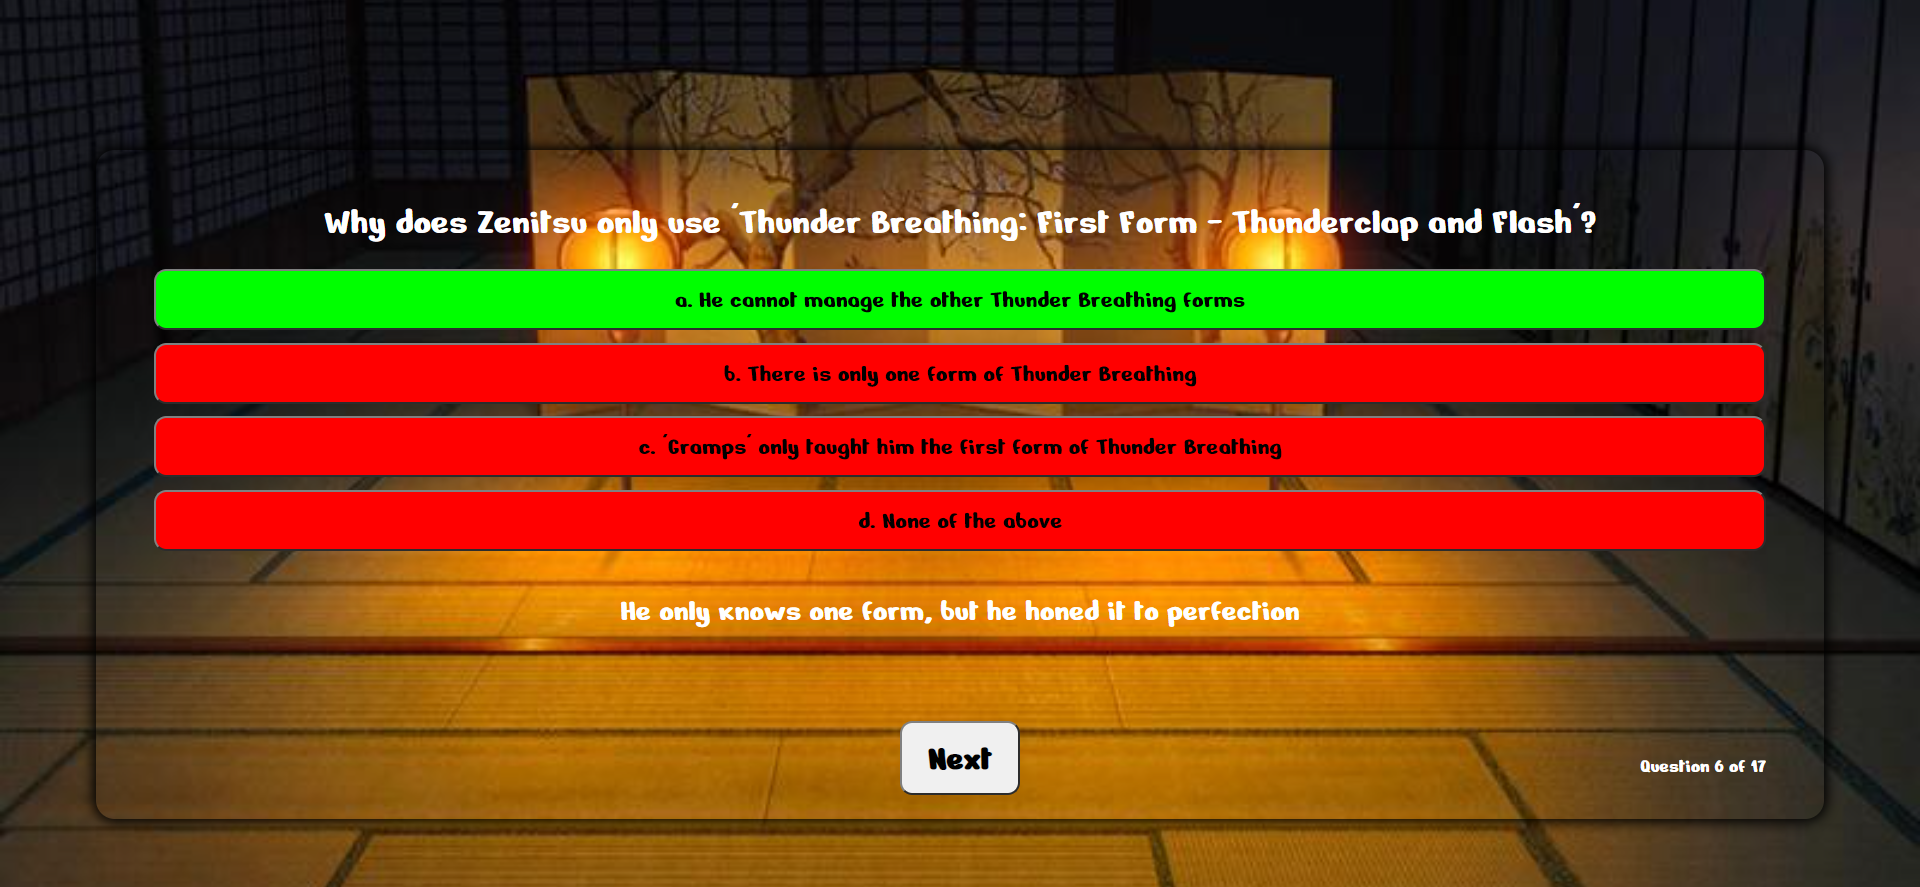 Why does Zenitsu only use 'Thunder Breathing: First Form - Thunderclap and Flash'?
a. He cannot manage the other Thunder Breathing forms
b. There is only one form of Thunder Breathing
c. 'Gramps' only taught him the first form of Thunder Breathing
d. None of the above
He only knows one form, but he honed it to perfection
Next
Question 6 of 17